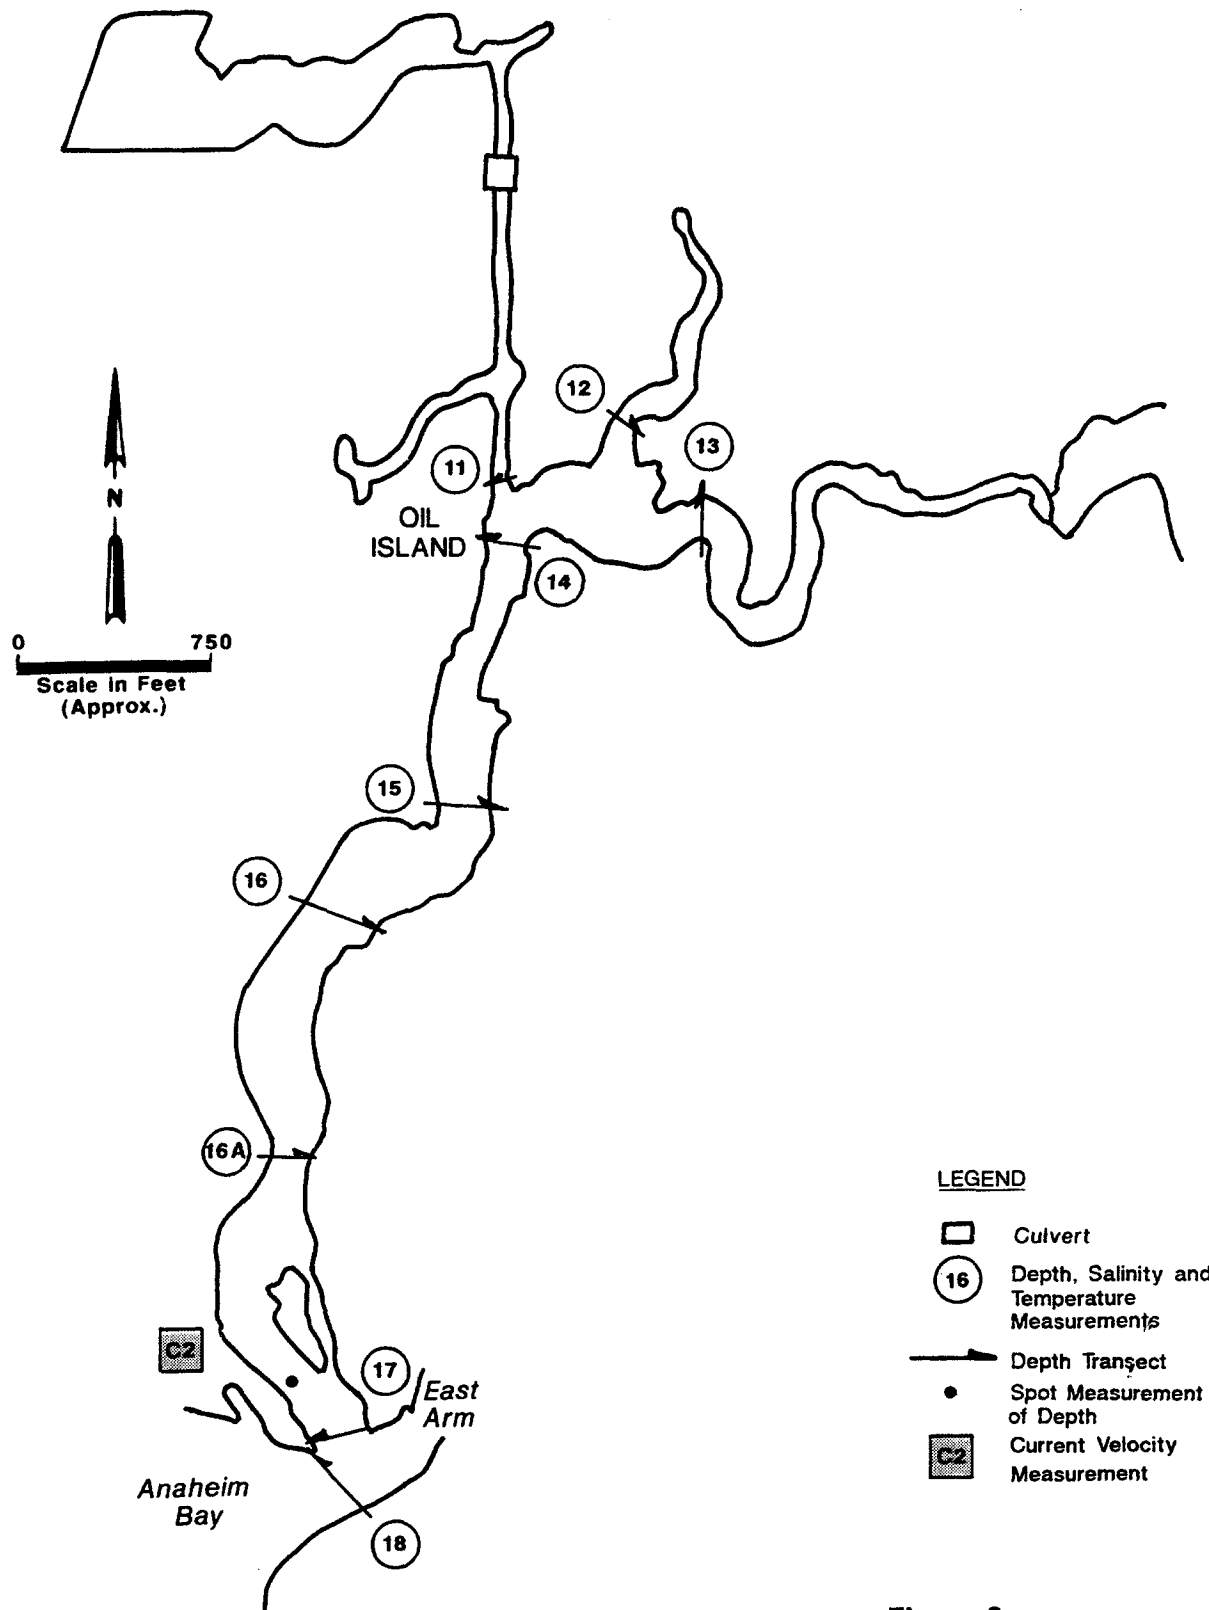 12
13
11
OIL
ISLAND
N
14
0 750
Scale in Feet
(Approx.)
15
16
16A
C2
17
East
Arm
Anaheim
Bay
18
LEGEND
Culvert
16
Depth, Salinity and
Temperature
Measurements
Depth Transect
Spot Measurement
of Depth
C2
Current Velocity
Measurement